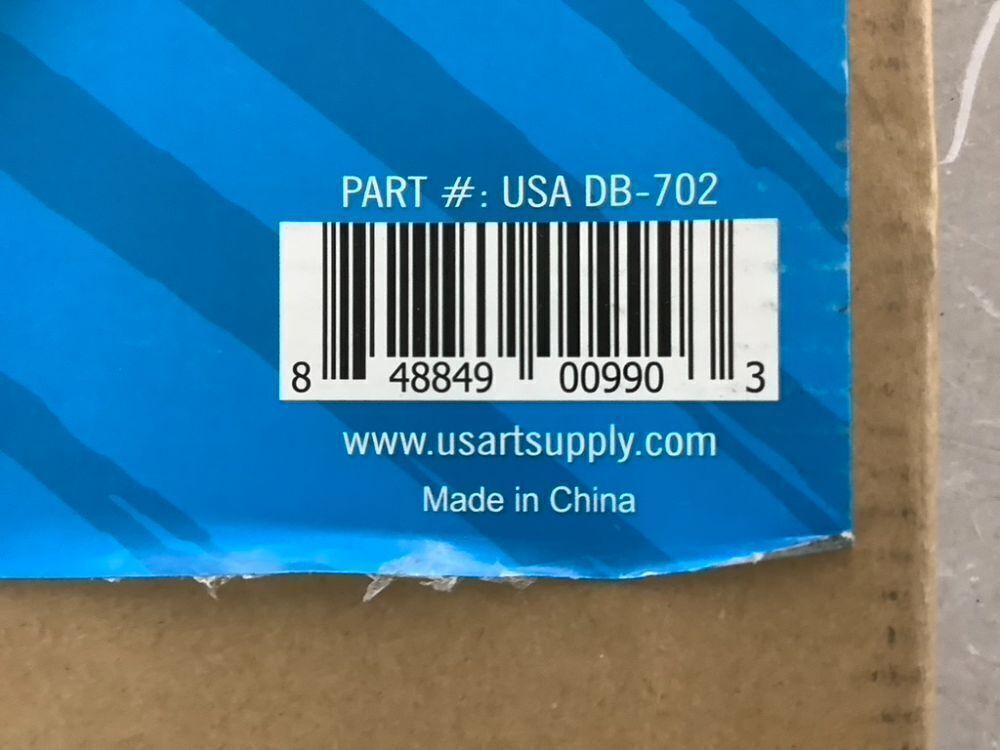 PART #: USA DB-702
8 48849 00990 3
www.usartsupply.com
Made in China